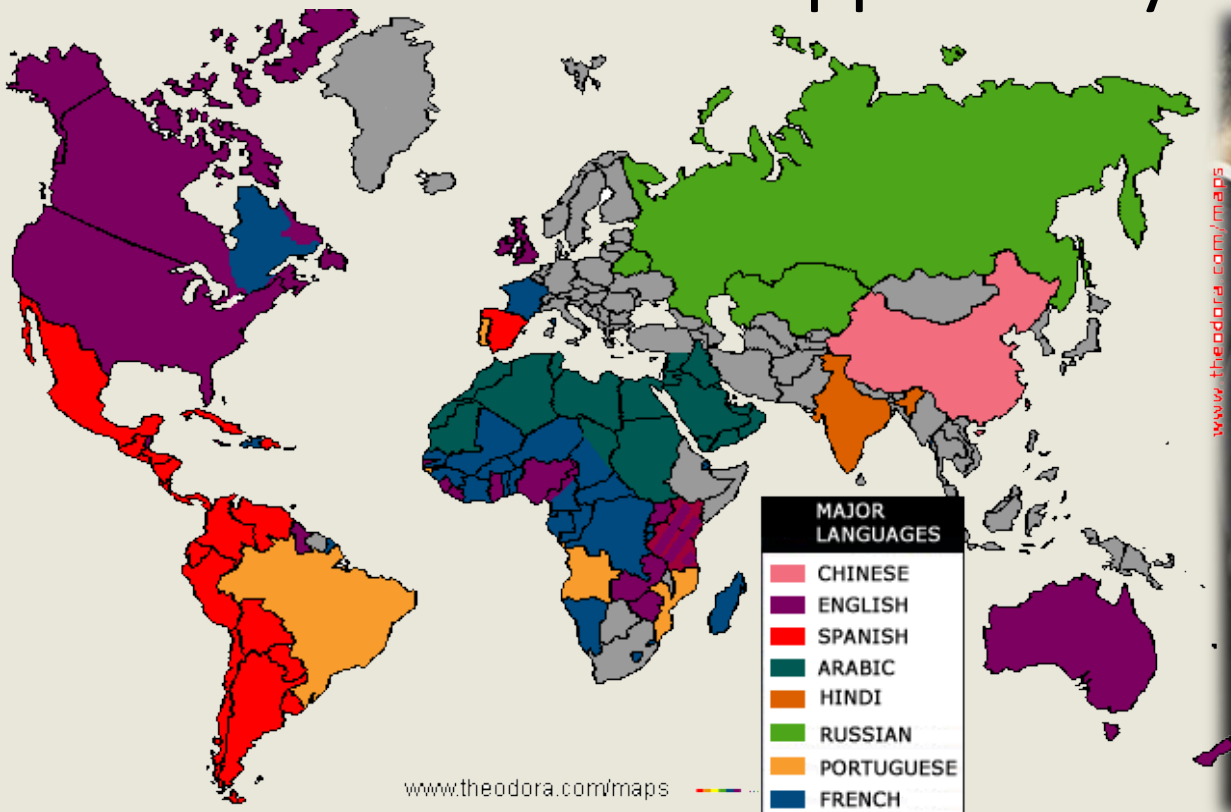 www.theodora.com/maps
MAJOR
LANGUAGES
CHINESE
ENGLISH
SPANISH
ARABIC
HINDI
RUSSIAN
PORTUGUESE
FRENCH
www.theodora.com/maps